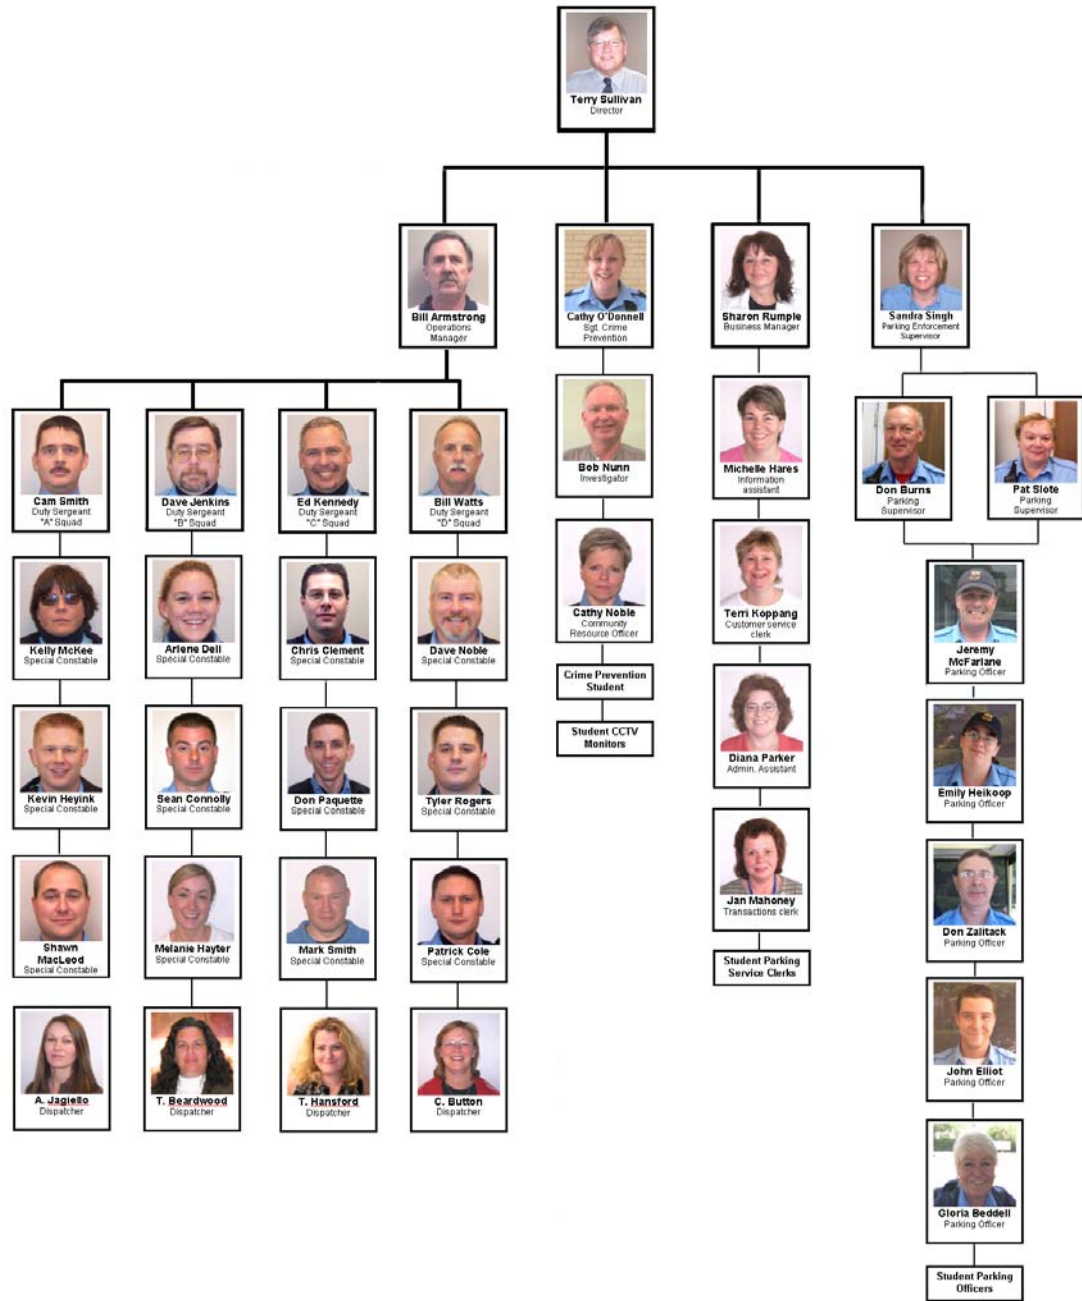 Terry Sullivan
Director
Bill Armstrong
Operations
Manager
Cathy O'Donnell
Sgt. Crime
Prevention
Sharon Rumple
Business Manager
Sandra Singh
Parking Enforcement
Supervisor
Cam Smith
Duty Sergeant
"A" Squad
Dave Jenkins
Duty Sergeant
"B" Squad
Ed Kennedy
Duty Sergeant
"C" Squad
Bill Watts
Duty Sergeant
"D" Squad
Bob Nunn
Investigator
Michelle Hares
Information
assistant
Don Burns
Parking
Supervisor
Pat Slote
Parking
Supervisor
Kelly McKee
Special Constable
Arlene Dell
Special Constable
Chris Clement
Special Constable
Dave Noble
Special Constable
Cathy Noble
Community
Resource Officer
Terri Koppang
Customer service
clerk
Jeremy
McFarlane
Parking Officer
Crime Prevention
Student
Student CCTV
Monitors
Kevin Heyink
Special Constable
Sean Connolly
Special Constable
Don Paquette
Special Constable
Tyler Rogers
Special Constable
Diana Parker
Admin. Assistant
Emily Heikoop
Parking Officer
Shawn
MacLeod
Special Constable
Melanie Hayter
Special Constable
Mark Smith
Special Constable
Patrick Cole
Special Constable
Jan Mahoney
Transactions clerk
Don Zalitack
Parking Officer
Student Parking
Service Clerks
A. Jagiello
Dispatcher
T. Beardwood
Dispatcher
T. Hansford
Dispatcher
C. Button
Dispatcher
John Elliot
Parking Officer
Gloria Beddell
Parking Officer
Student Parking
Officers